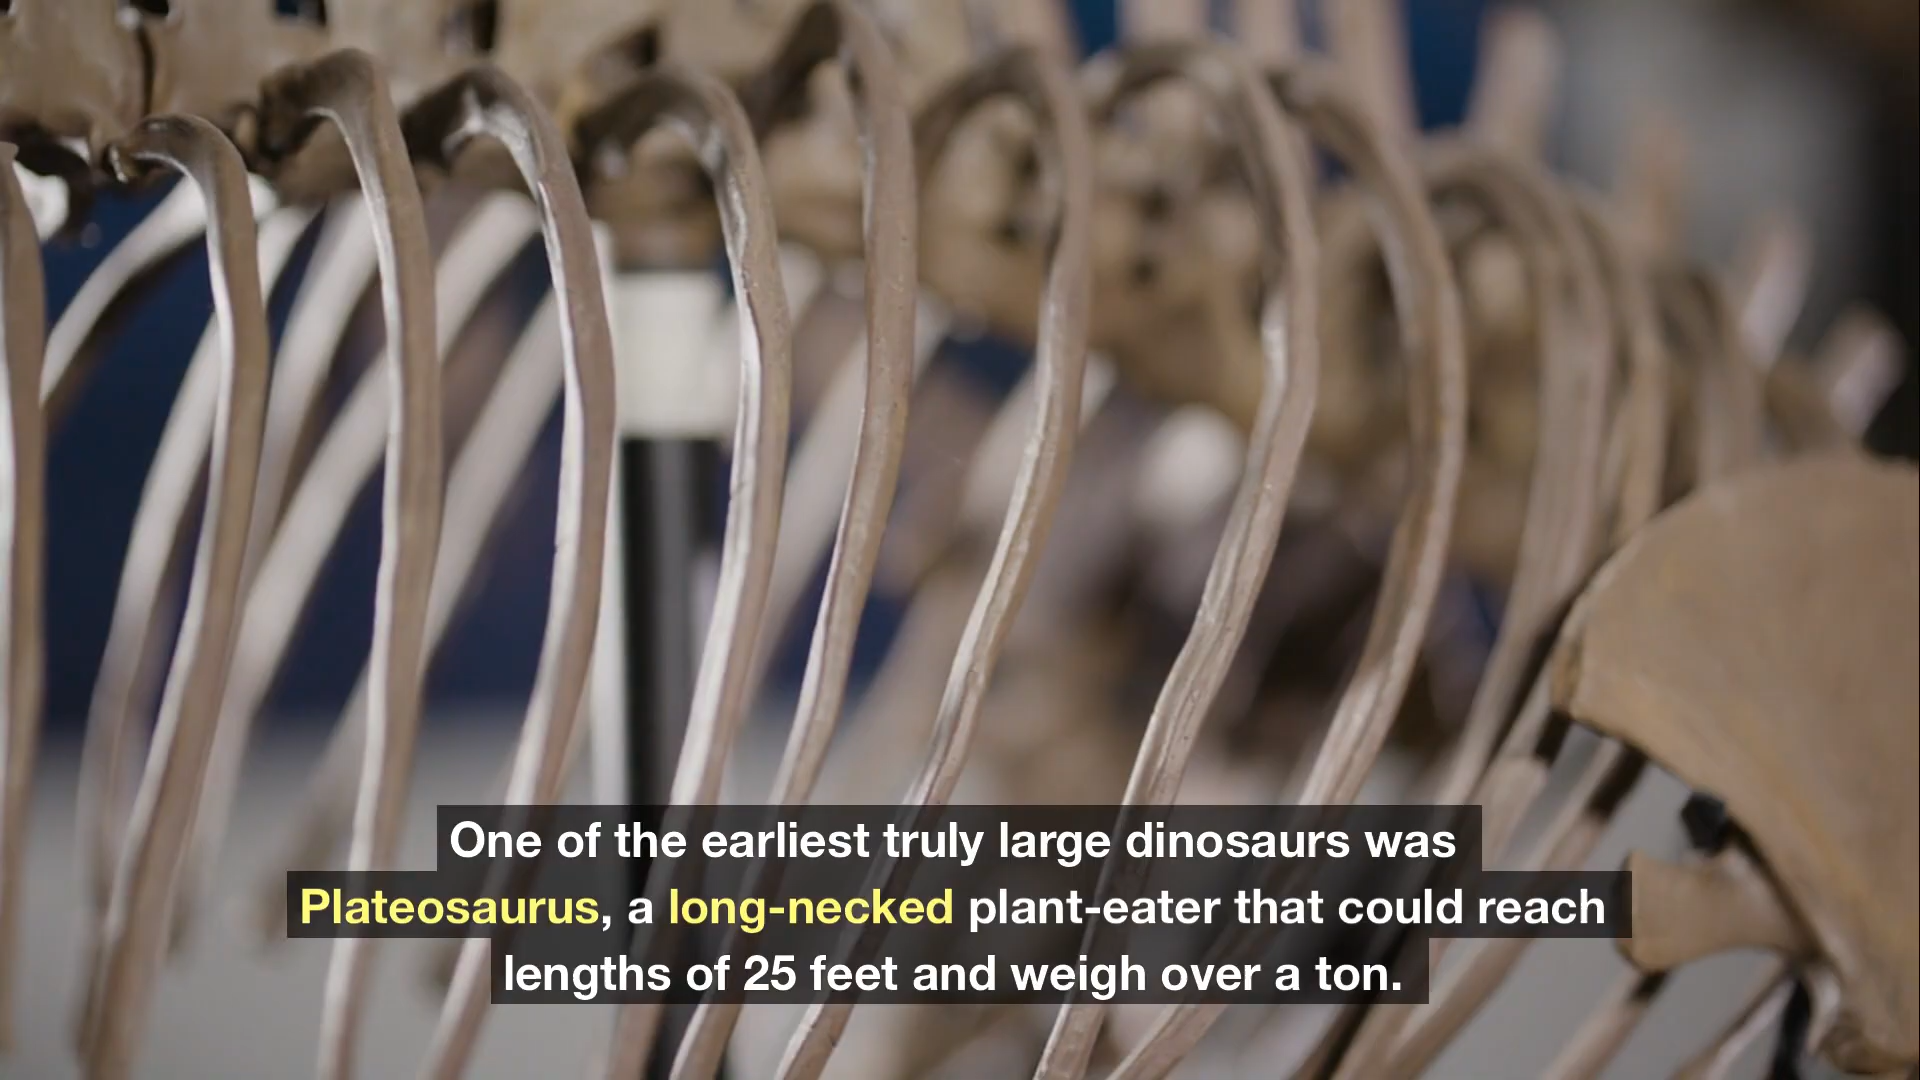 One of the earliest truly large dinosaurs was
Plateosaurus, a long-necked plant-eater that could reach
lengths of 25 feet and weigh over a ton.